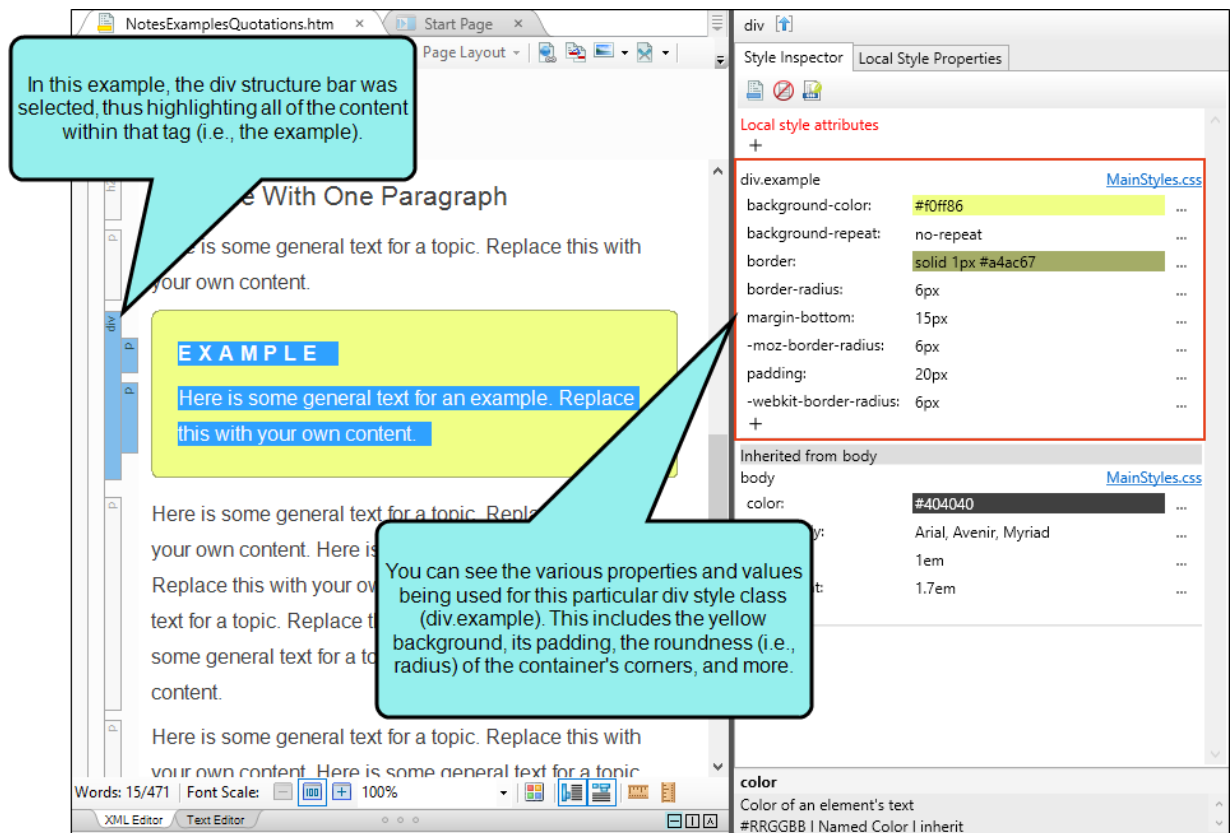 NotesExamplesQuotations.htm × Start Page ×
Page Layout
In this example, the div structure bar was
selected, thus highlighting all of the content
within that tag (i.e., the example).
With One Paragraph
is some general text for a topic. Replace this with
your own content.
div
p
p
p
EXAMPLE
Here is some general text for an example. Replace
this with your own content.
p
Here is some general text for a topic.
your own content. Here is
Replace this with your
text for a topic. Replace
some general text for a
content.
p
Here is some general text for a topic. Replace this with
your own content. Here is some general text for a topic
You can see the various properties and values
being used for this particular div style class
(div.example). This includes the yellow
background, its padding, the roundness (i.e.,
radius) of the container's corners, and more.
Words: 15/471 Font Scale: 100 100%
XML Editor Text Editor
div
Style Inspector Local Style Properties
Local style attributes
+
div.example MainStyles.css
background-color: #f0ff86 ...
background-repeat: no-repeat ...
border: solid 1px #a4ac67 ...
border-radius: 6px ...
margin-bottom: 15px ...
-moz-border-radius: 6px ...
padding: 20px ...
-webkit-border-radius: 6px ...
+
Inherited from body
body MainStyles.css
color: #404040 ...
Arial, Avenir, Myriad ...
1em ...
1.7em ...
color
Color of an element's text
#RRGGBB | Named Color | inherit